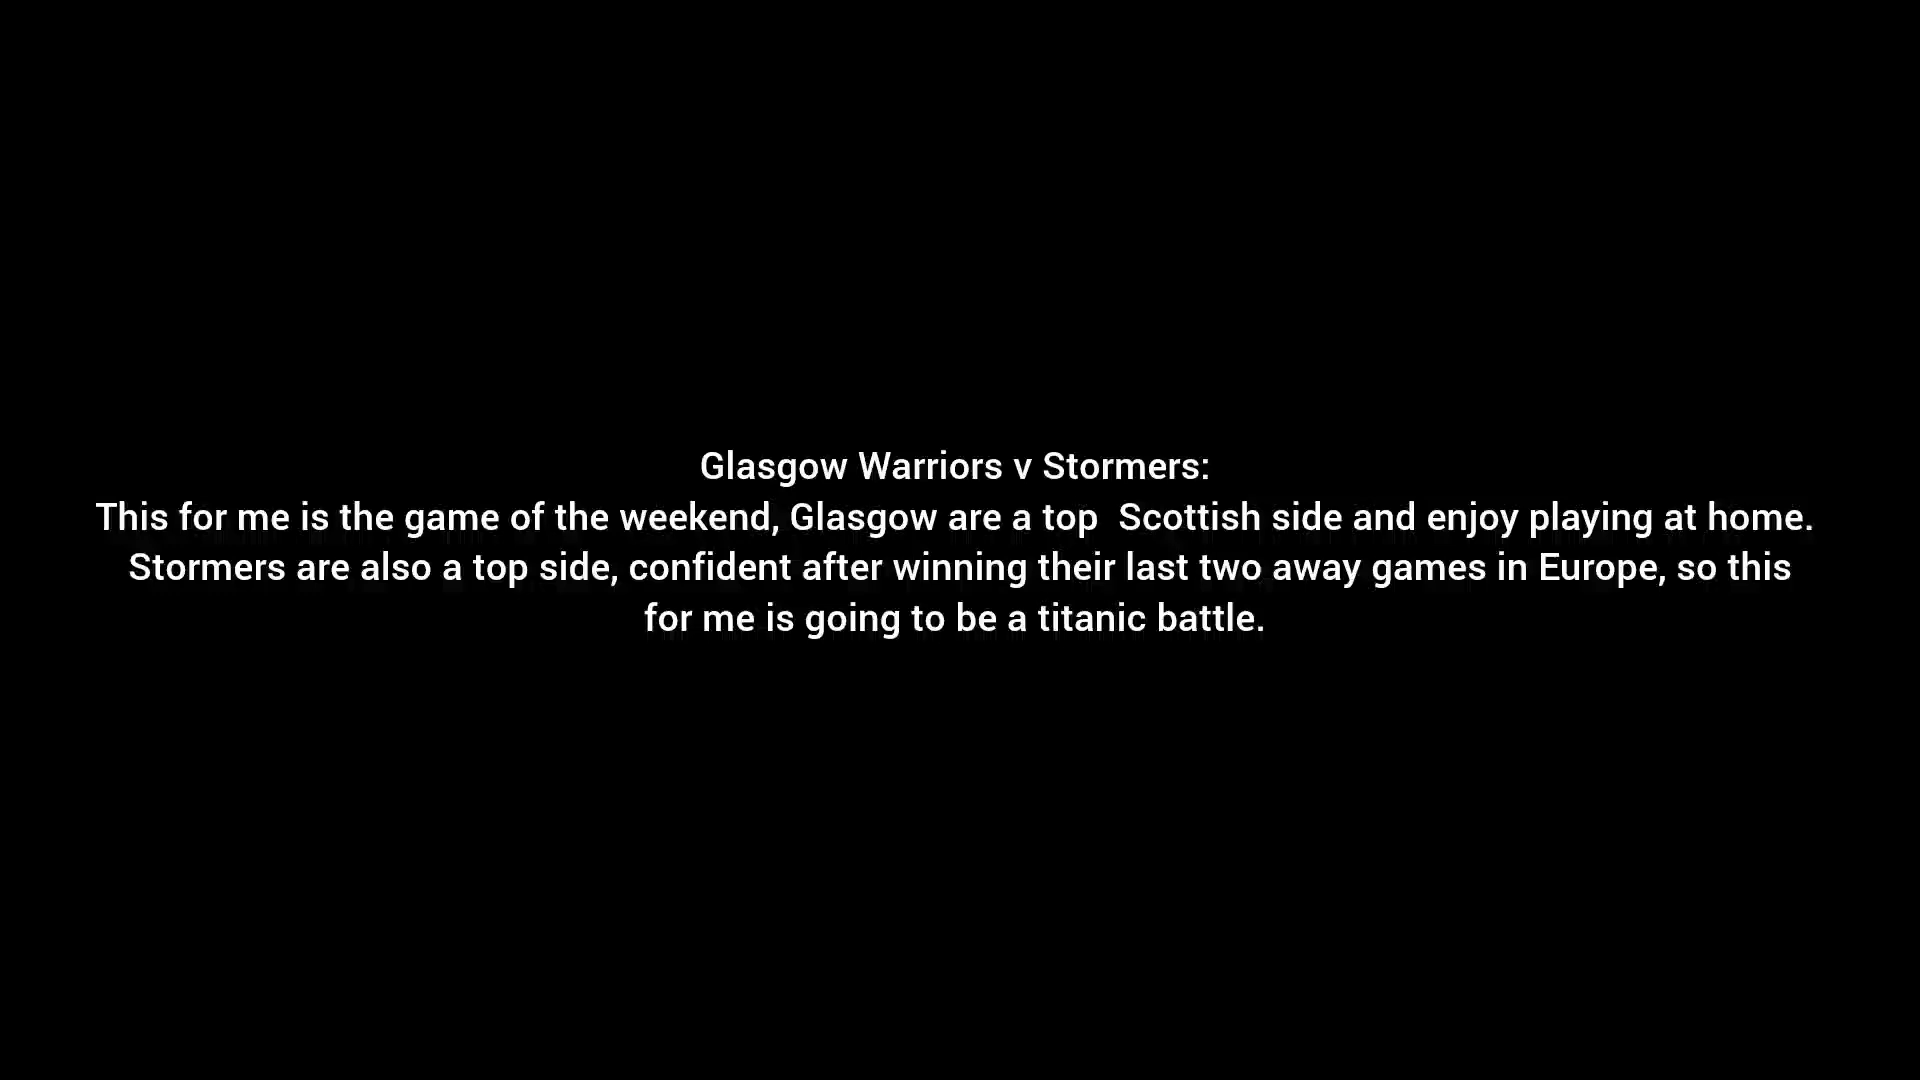 Glasgow Warriors v Stormers:
This for me is the game of the weekend, Glasgow are a top  Scottish side and enjoy playing at home.
Stormers are also a top side, confident after winning their last two away games in Europe, so this
for me is going to be a titanic battle.